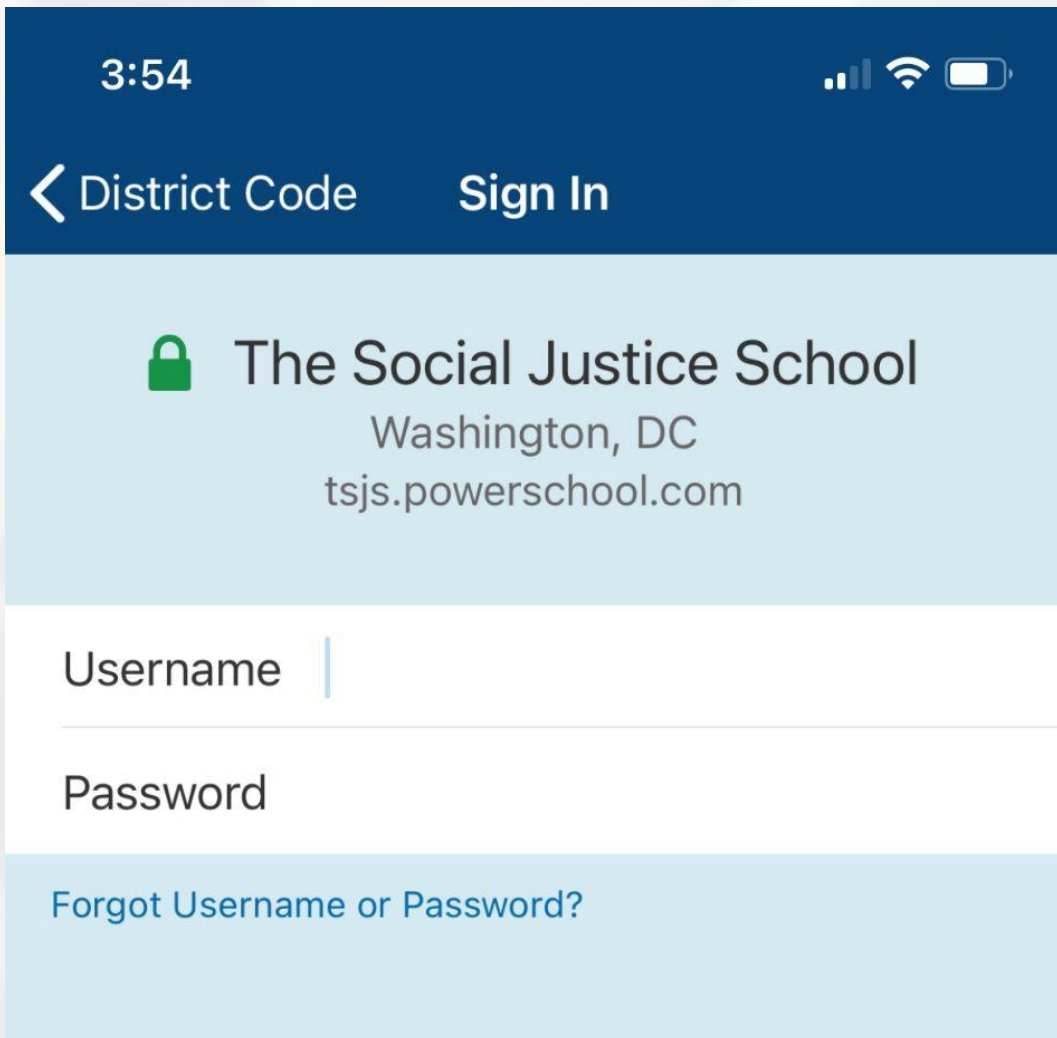 3:54
District Code Sign In
The Social Justice School
Washington, DC
tsjs.powerschool.com
Username
Password
Forgot Username or Password?